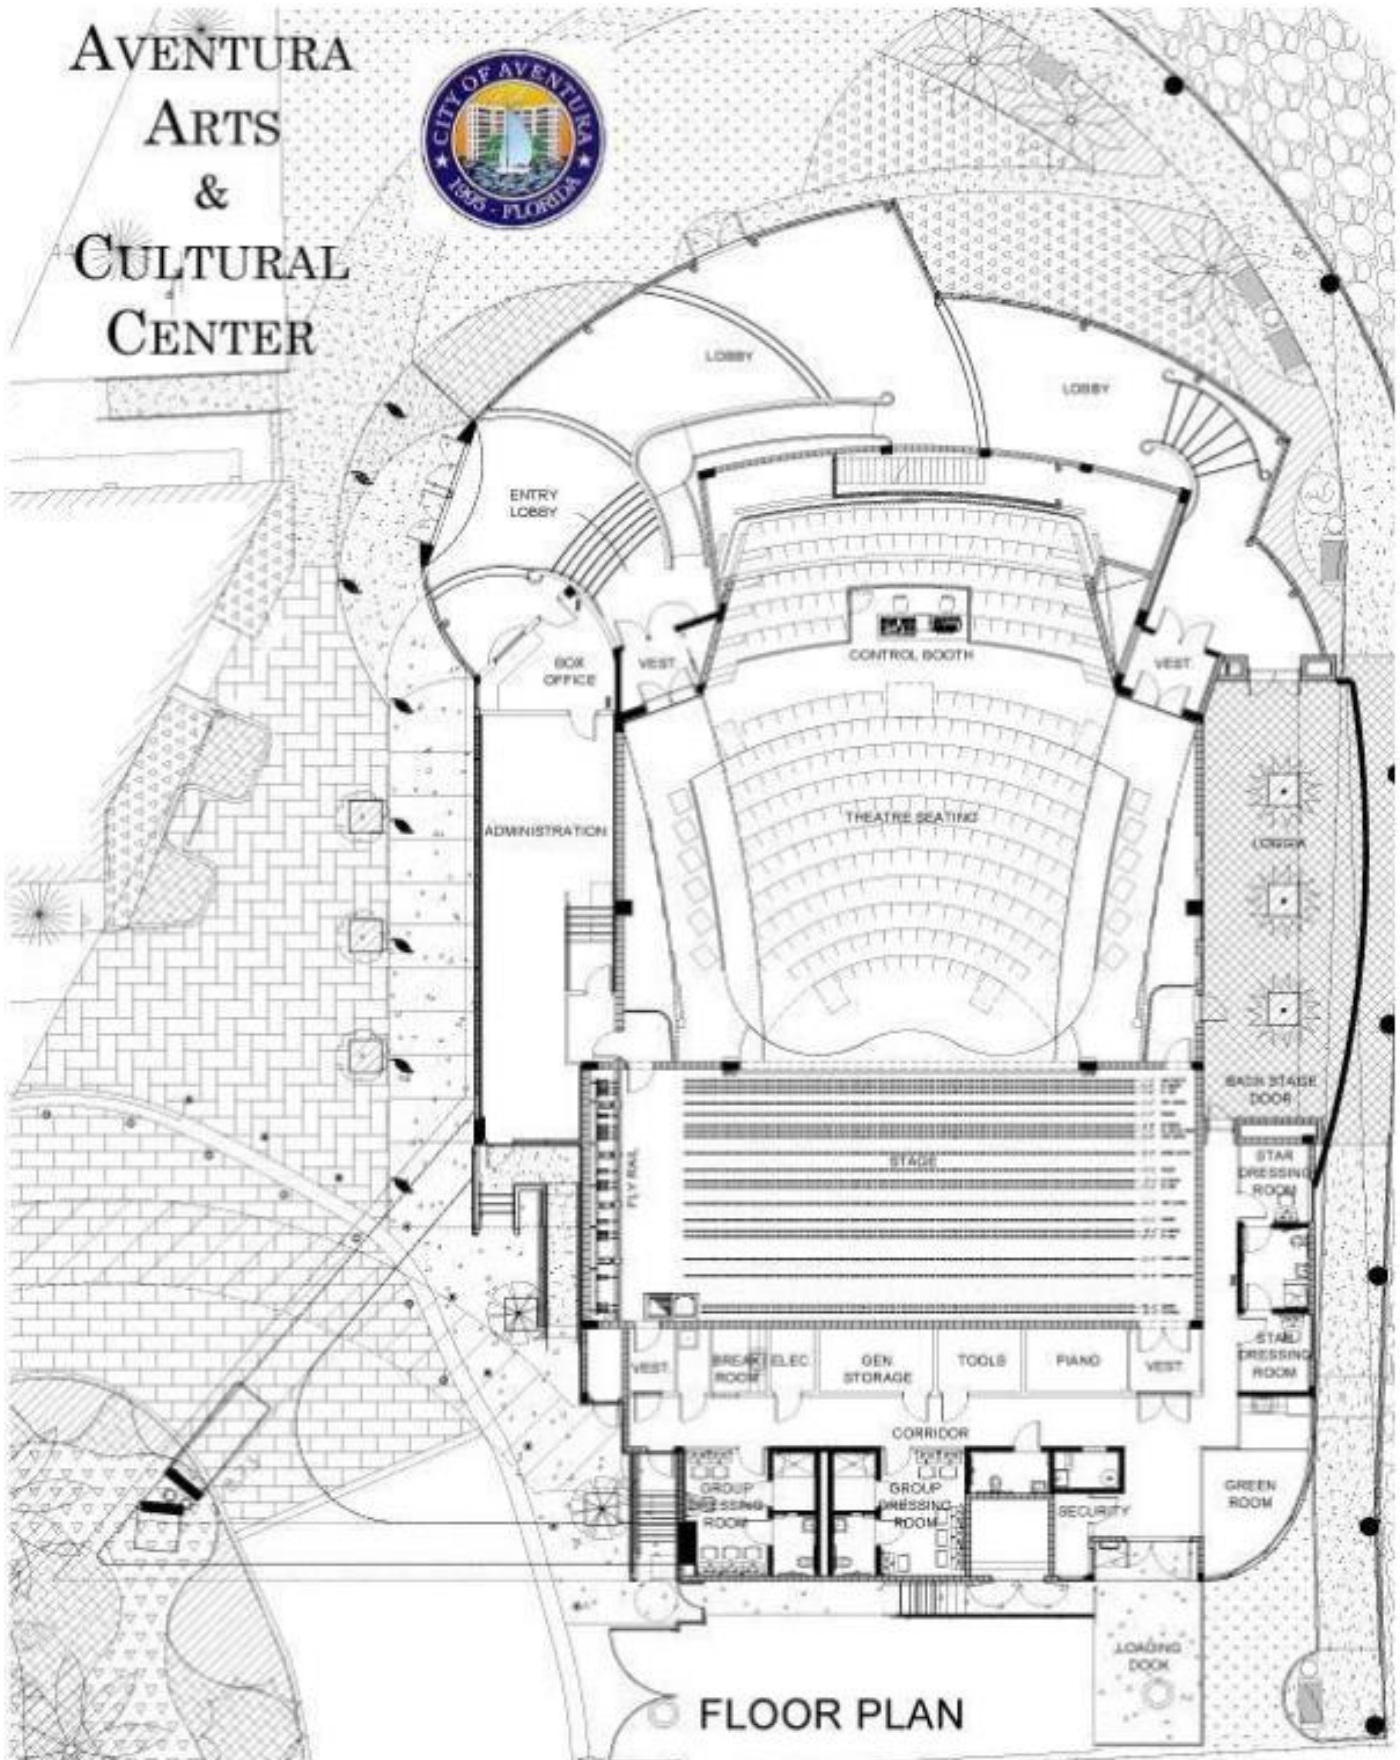 AVENTURA
ARTS
&
CULTURAL
CENTER
CITY OF AVENTURA
1995 - FLORIDA
LOBBY
LOBBY
ENTRY
LOBBY
BOX
OFFICE
VEST.
CONTROL BOOTH
VEST.
ADMINISTRATION
THEATRE SEATING
LOGGIA
BACK STAGE
DOOR
STAGE
FLY RAIL
STAR
DRESSING
ROOM
STAR
DRESSING
ROOM
VEST.
BREAK
ROOM
ELEC.
GEN.
STORAGE
TOOLS
PIANO
VEST.
CORRIDOR
GROUP
DRESSING
ROOM
GROUP
DRESSING
ROOM
SECURITY
GREEN
ROOM
LOADING
DOCK
FLOOR PLAN